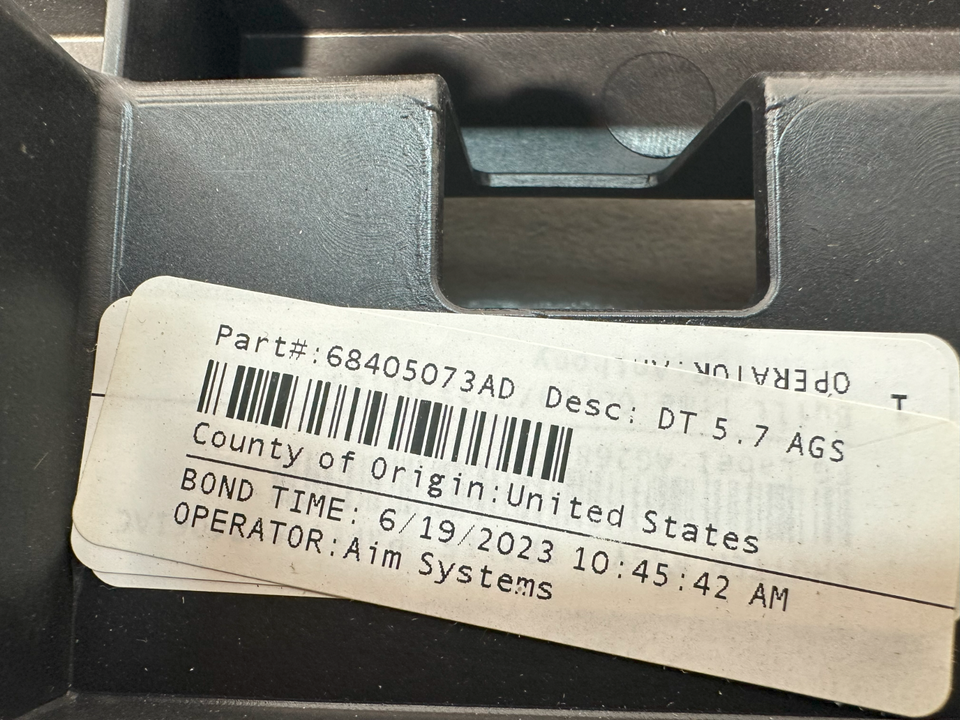 Part#:68405073AD Desc: DT 5.7 AGS
County of Origin:United States
BOND TIME: 6/19/2023 10:45:42 AM
OPERATOR:Aim Systems
OPERATOR